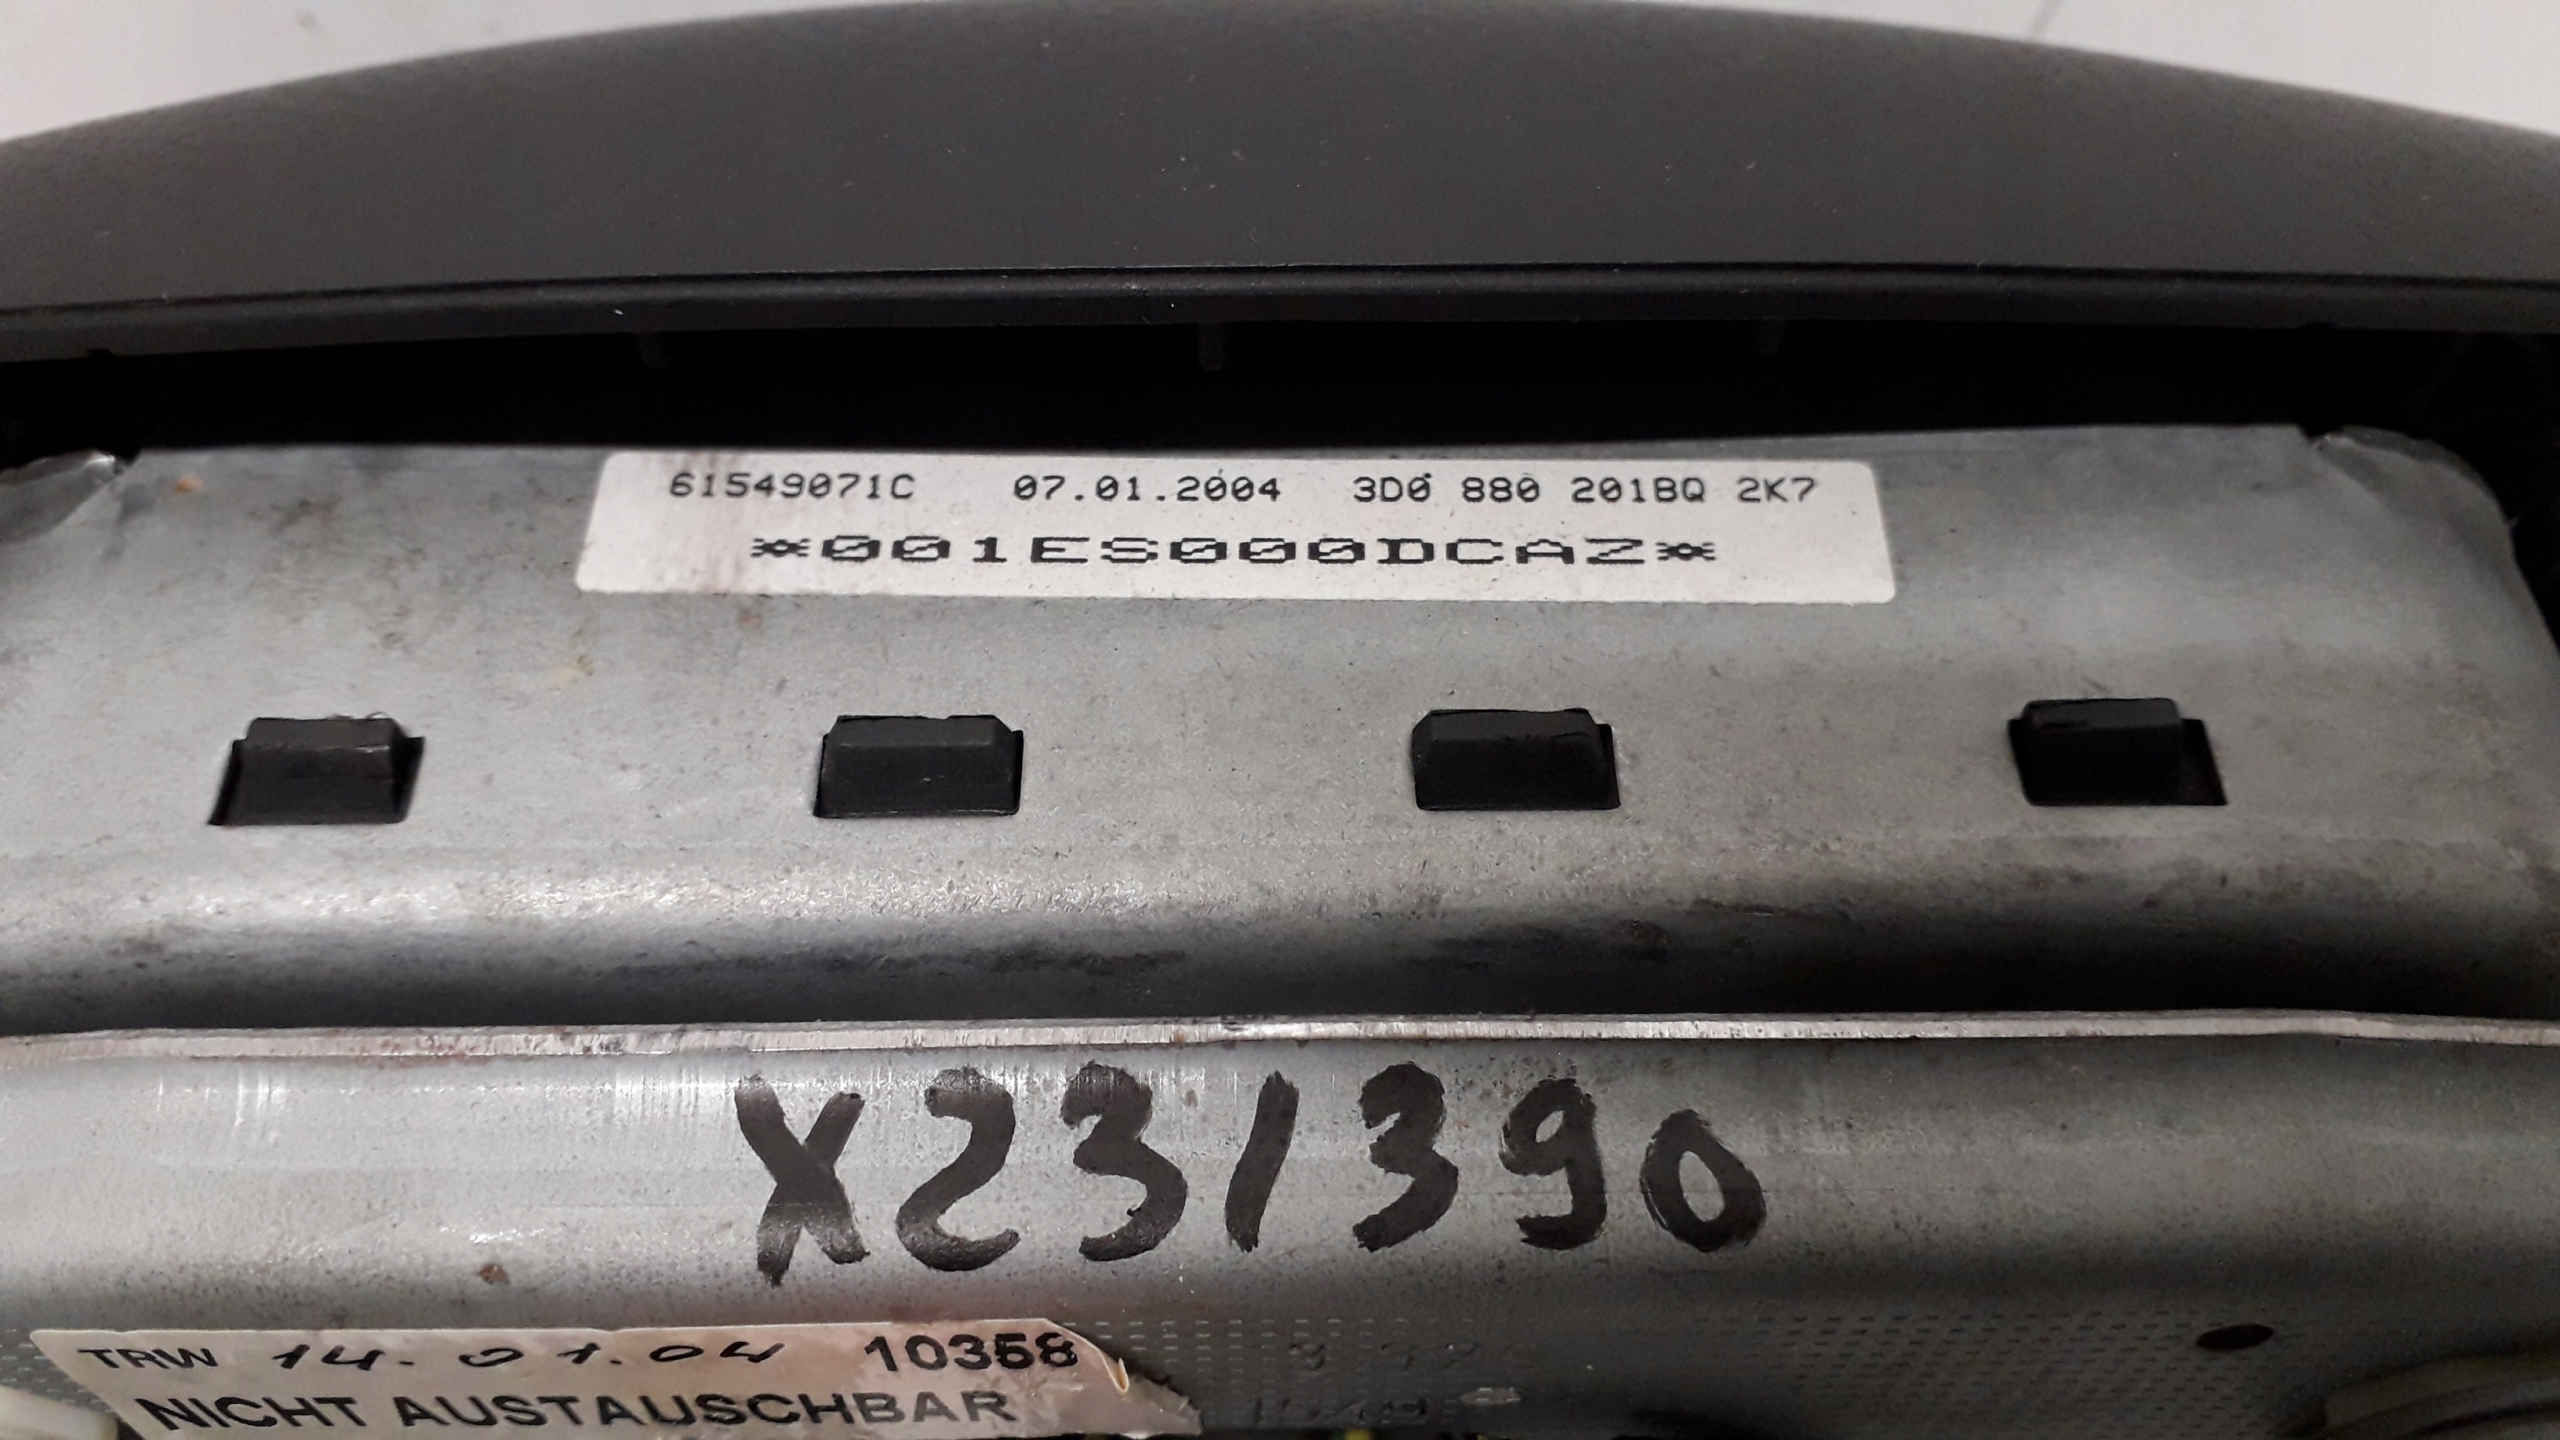 61549071C 07.01.2004 3D0 880 201BQ 2K7
*001ES000DCAZ*
X231390
TRW 14.01.04 10358
NICHT AUSTAUSCHBAR